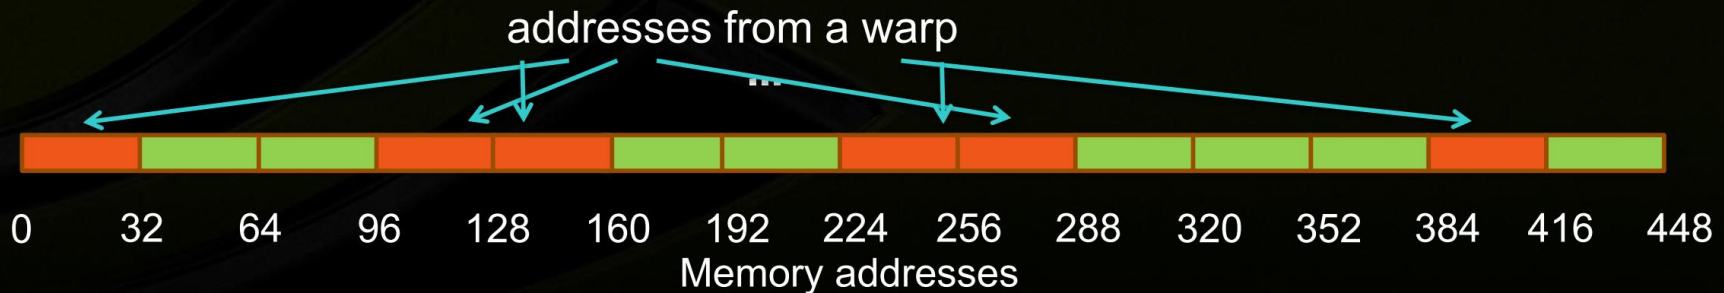 addresses from a warp
...
0 32 64 96 128 160 192 224 256 288 320 352 384 416 448
Memory addresses